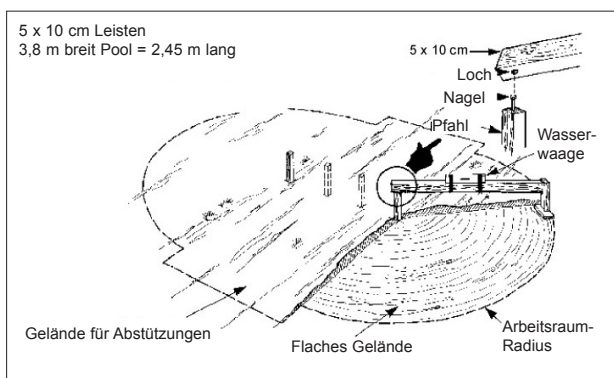 5 x 10 cm Leisten
3,8 m breit Pool = 2,45 m lang
5 x 10 cm
Loch
Nagel
Pfahl
Wasser-
waage
Gelände für Abstützungen
Flaches Gelände
Arbeitsraum-
Radius